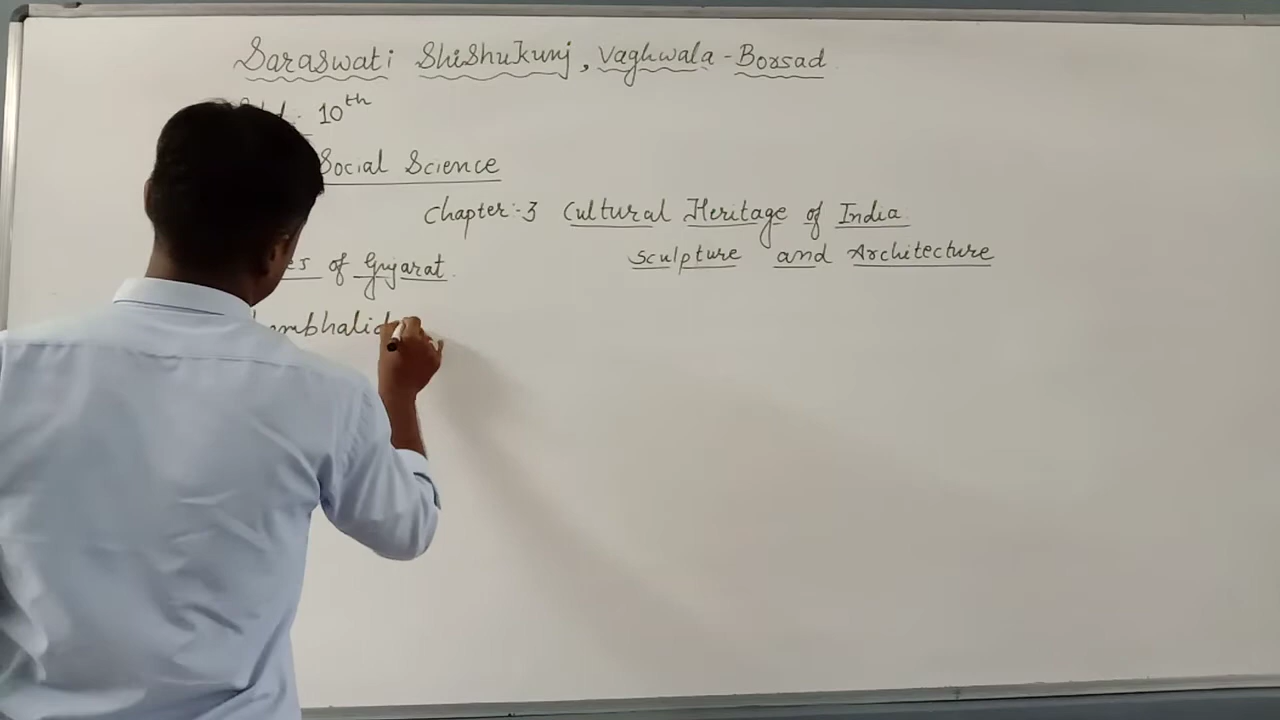 Saraswati Shishukunj, Vaghwala - Borsad
10th
Social Science
Chapter:-3 Cultural Heritage of India
Sculpture and Architecture
of Gujarat